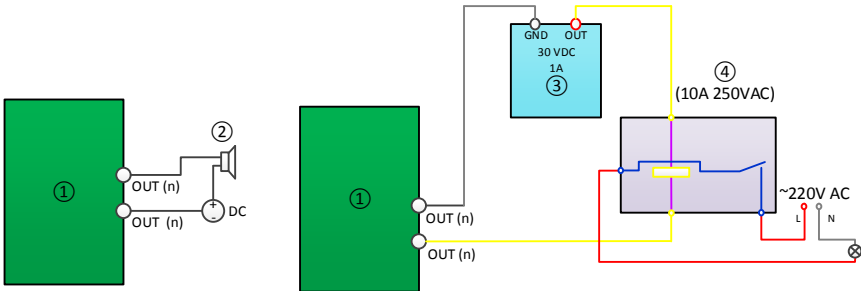 ①
OUT (n)
OUT (n)
②
+
-
DC
①
OUT (n)
OUT (n)
GND OUT
30 VDC
1A
③
④
(10A 250VAC)
~220V AC
L N